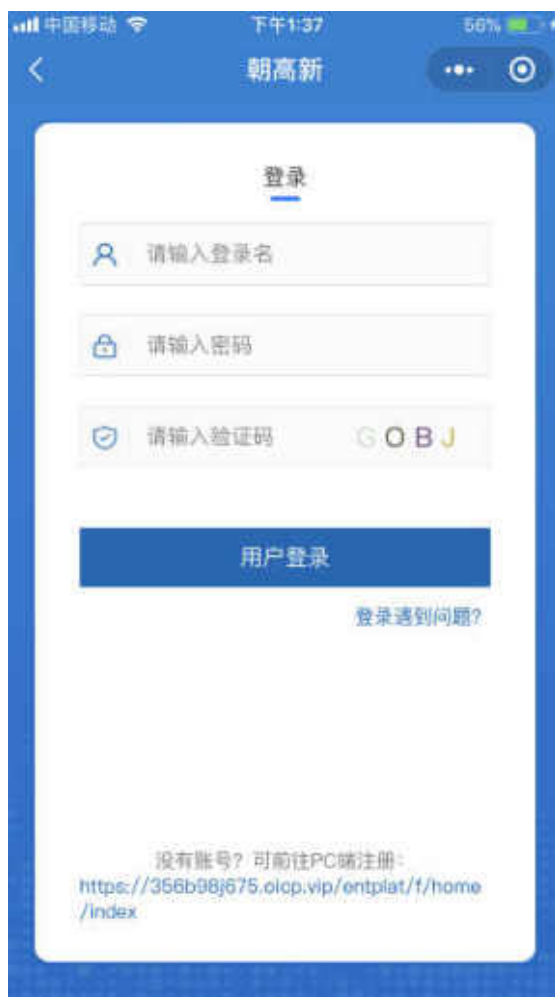 中国移动 下午1:37 56%
朝高新
登录
请输入登录名
请输入密码
请输入验证码 GOBJ
用户登录
登录遇到问题?
没有账号? 可前往PC端注册:
https://356b98j675.oicp.vip/entplat/f/home
/index